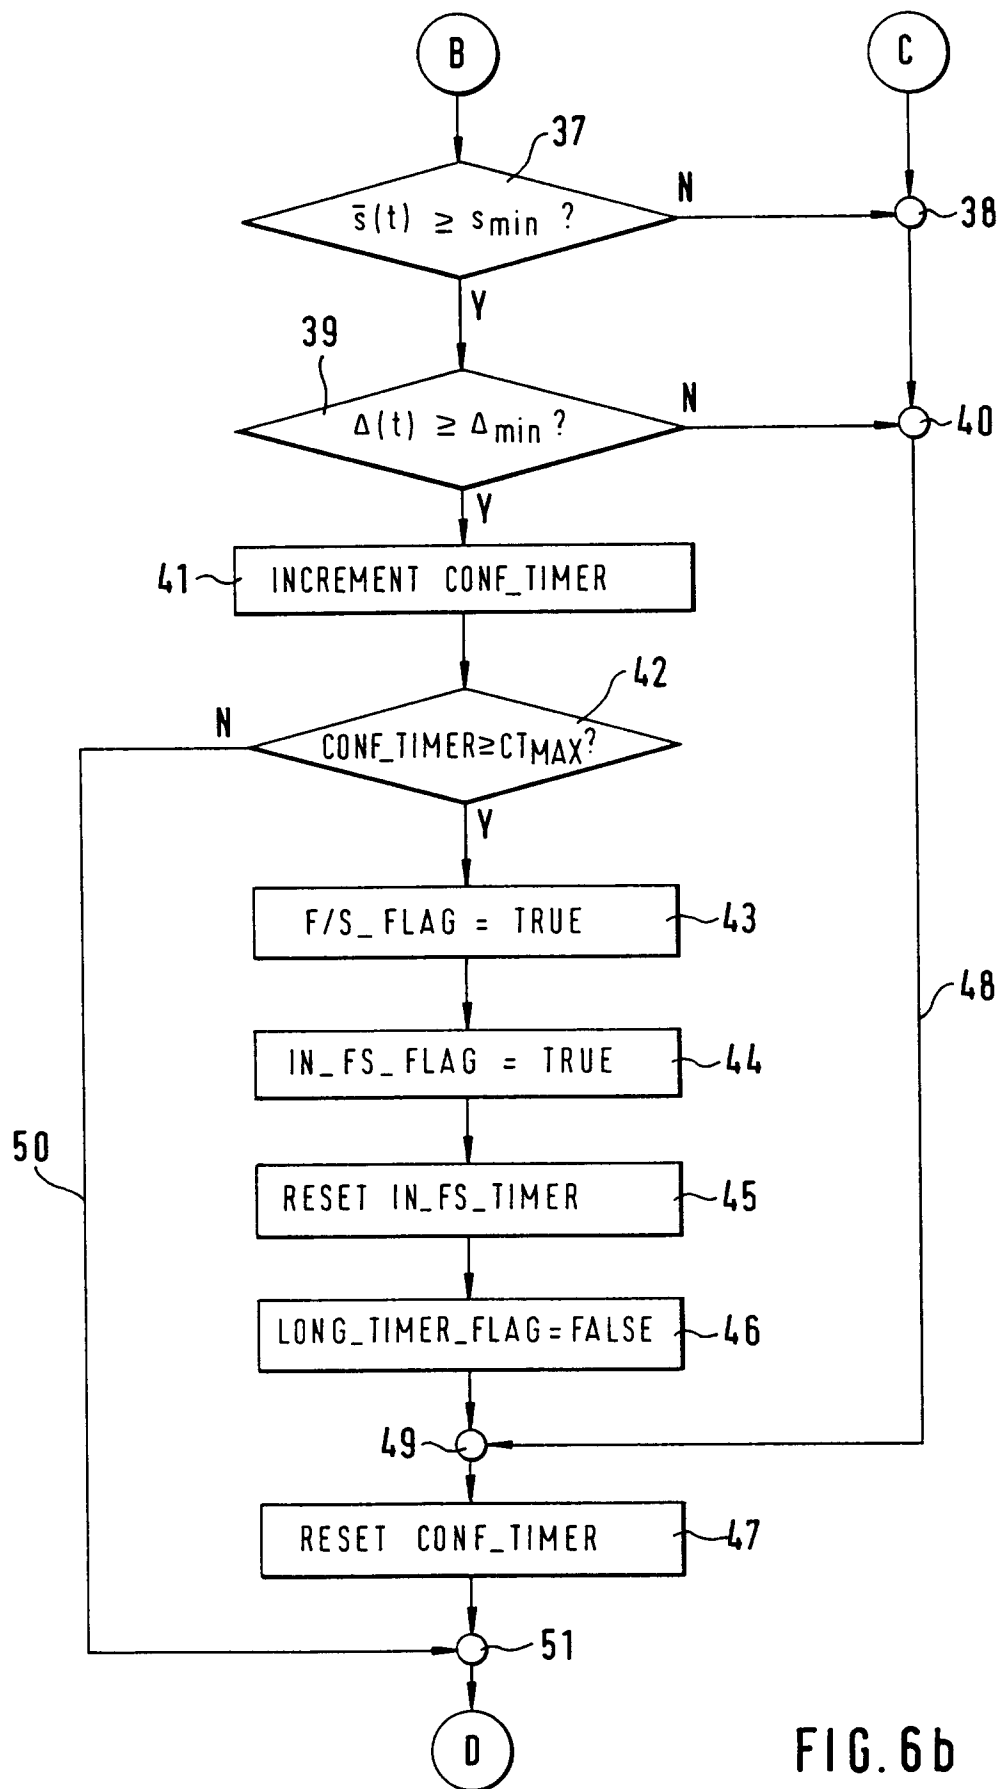 B
C
37
s̄(t) ≥ smin ?
N
38
Y
39
Δ(t) ≥ Δmin ?
N
40
Y
41
INCREMENT CONF_TIMER
42
N
CONF_TIMER≥CTMAX?
Y
F/S_FLAG = TRUE
43
48
IN_FS_FLAG = TRUE
44
50
RESET IN_FS_TIMER
45
LONG_TIMER_FLAG=FALSE
46
49
RESET CONF_TIMER
47
51
D
FIG.6b